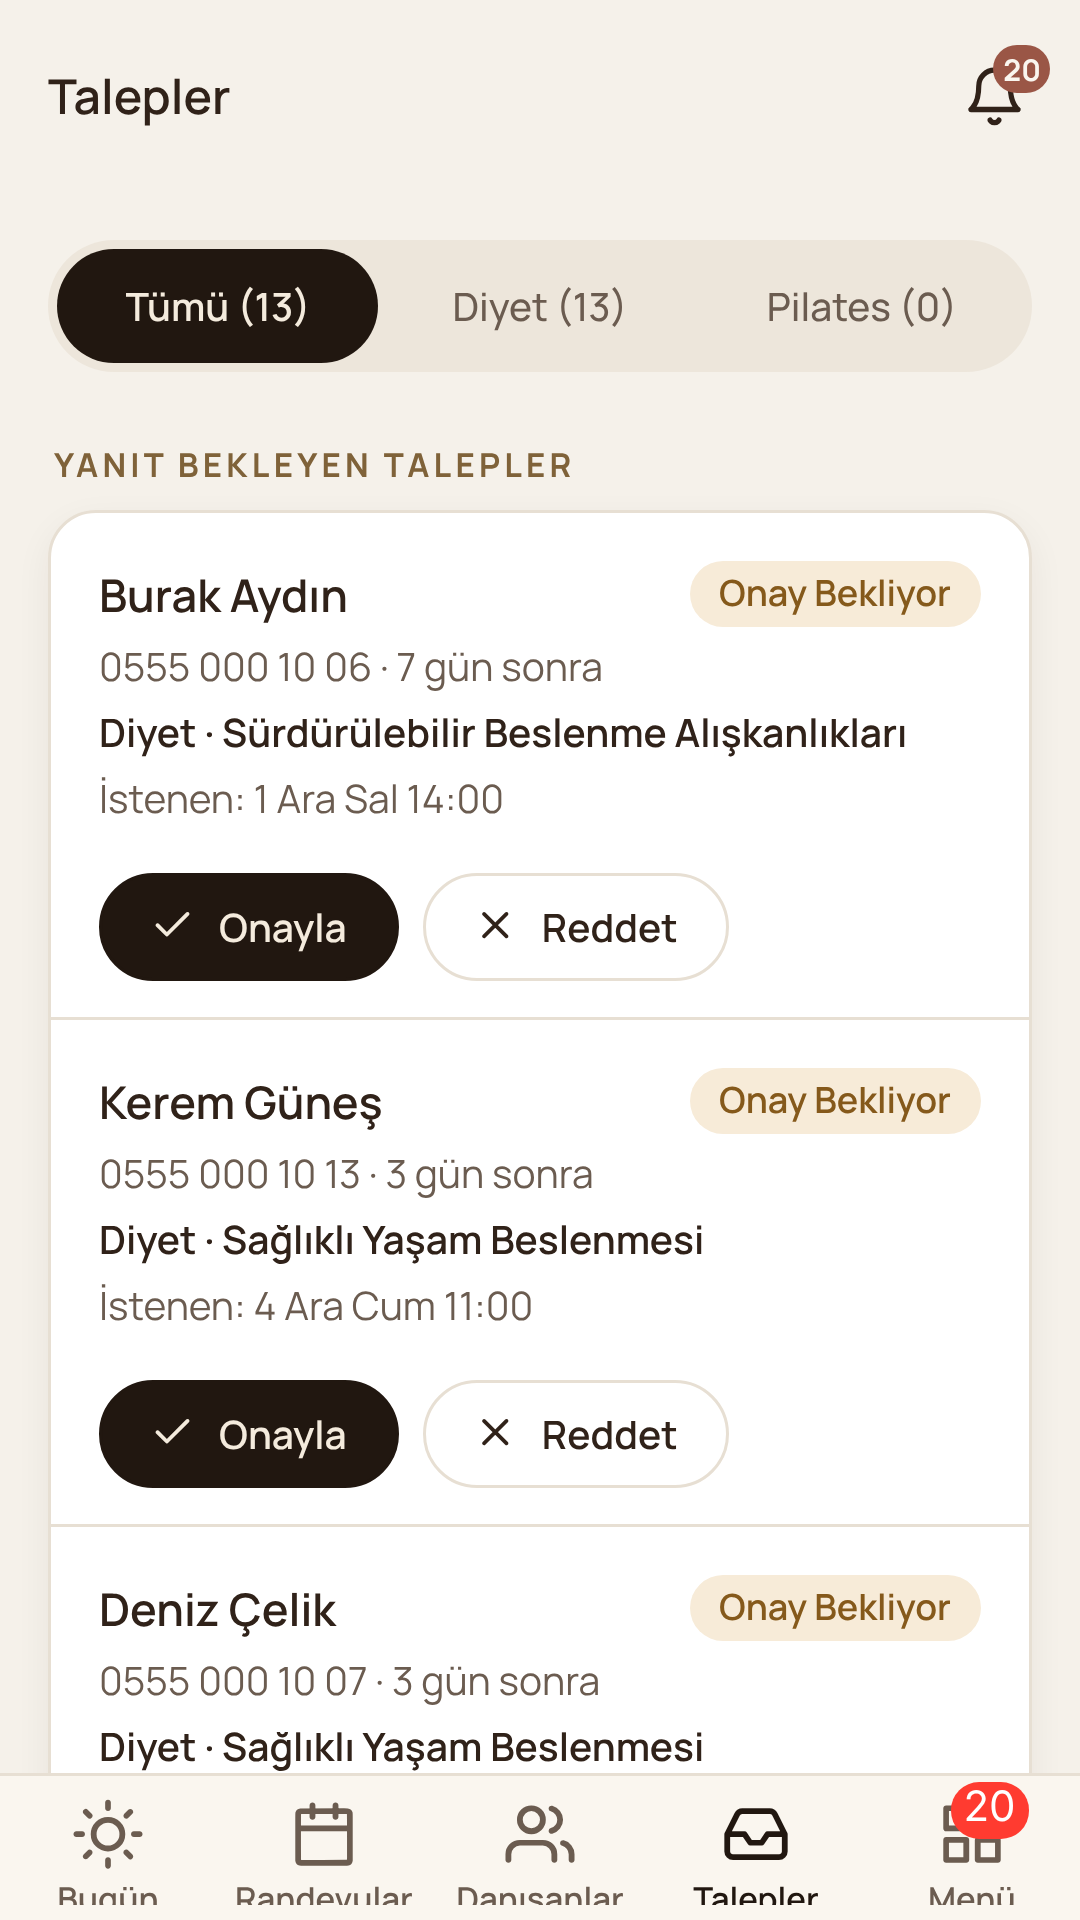 Talepler
20
Tümü (13)
Diyet (13)
Pilates (0)
YANIT BEKLEYEN TALEPLER
Burak Aydın
Onay Bekliyor
0555 000 10 06 · 7 gün sonra
Diyet · Sürdürülebilir Beslenme Alışkanlıkları
İstenen: 1 Ara Sal 14:00
Onayla
Reddet
Kerem Güneş
Onay Bekliyor
0555 000 10 13 · 3 gün sonra
Diyet · Sağlıklı Yaşam Beslenmesi
İstenen: 4 Ara Cum 11:00
Onayla
Reddet
Deniz Çelik
Onay Bekliyor
0555 000 10 07 · 3 gün sonra
Diyet · Sağlıklı Yaşam Beslenmesi
20
Bugün
Randevular
Danışanlar
Talepler
Menü